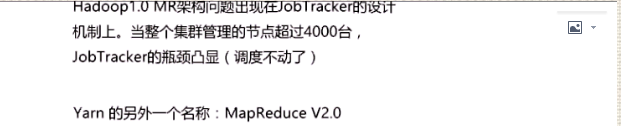 Hadoop1.0 MR架构问题出现在JobTracker的设计
机制上。当整个集群管理的节点超过4000台，
JobTracker的瓶颈凸显（调度不动了）
Yarn 的另外一个名称：MapReduce V2.0